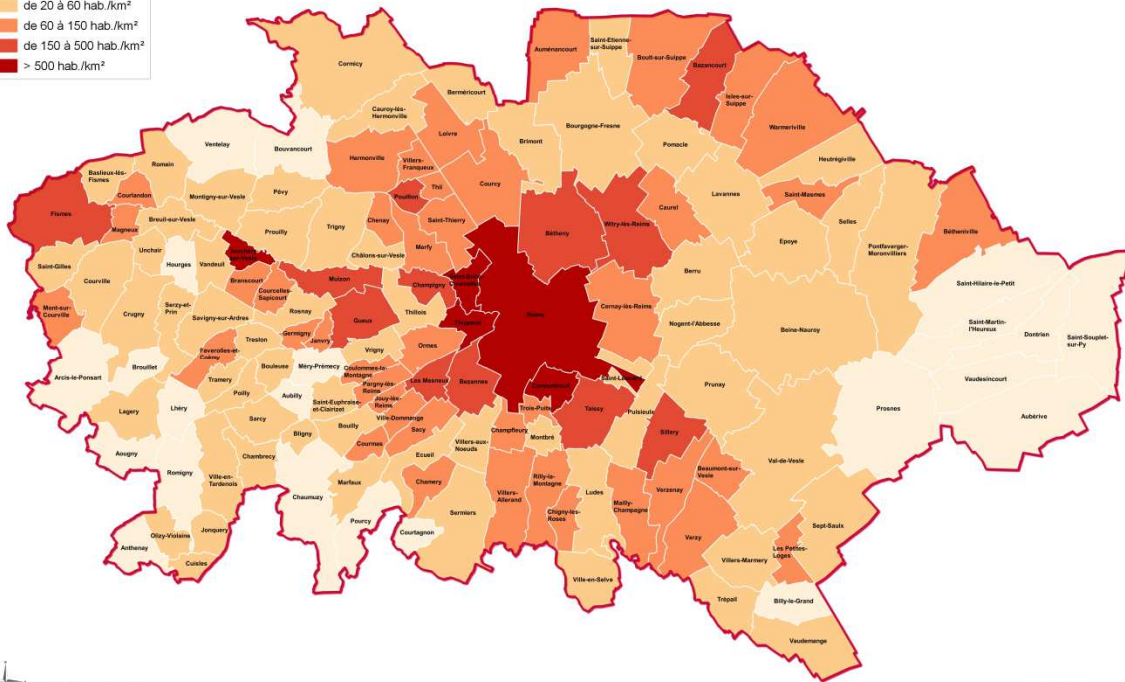 de 20 à 60 hab./km²
de 60 à 150 hab./km²
de 150 à 500 hab./km²
> 500 hab./km²
Cormicy
Auménancourt
Saint-Etienne-
sur-Suippe
Boult-sur-Suippe
Bazancourt
Isles-sur-
Suippe
Warmeriville
Berméricourt
Cauroy-lès-
Hermonville
Bourgogne-Fresne
Loivre
Brimont
Pomacle
Heutrégiville
Ventelay
Bouvancourt
Hermonville
Villers-
Franqueux
Courcy
Romain
Baslieux-lès-
Fismes
Courlandon
Montigny-sur-Vesle
Pévy
Thil
Pouillon
Lavannes
Saint-Masmes
Selles
Fismes
Magneux
Breuil-sur-Vesle
Prouilly
Trigny
Chenay
Saint-Thierry
Merfy
Bétheny
Witry-lès-Reims
Caurel
Epoye
Pontfaverger-
Moronvilliers
Bétheniville
Unchair
Hourges
Vandeuil
Châlons-sur-Vesle
Berru
Saint-Gilles
Courville
Branscourt
Courcelles-
Sapicourt
Muizon
Champigny
Cernay-lès-Reims
Saint-Hilaire-le-Petit
Mont-sur-
Courville
Crugny
Serzy-et-
Prin
Savigny-sur-Ardres
Rosnay
Gueux
Thillois
Reims
Nogent-l'Abbesse
Beine-Nauroy
Saint-Martin-
l'Heureux
Dontrien
Saint-Souplet-
sur-Py
Faverolles-et-
Coëmy
Treslon
Germigny
Janvry
Vrigny
Ormes
Vaudesincourt
Arcis-le-Ponsart
Brouillet
Tramery
Bouleuse
Méry-Prémecy
Coulommes-la-
Montagne
Pargny-lès-
Reims
Les Mesneux
Bezannes
Cormontreuil
Saint-Léonard
Prunay
Prosnes
Aubérive
Lagery
Lhéry
Poilly
Aubilly
Saint-Euphraise-
et-Clairizet
Jouy-lès-
Reims
Ville-Dommange
Trois-Puits
Taissy
Puisieulx
Sarcy
Bligny
Bouilly
Courmas
Sacy
Champfleury
Montbré
Sillery
Aougny
Romigny
Ville-en-
Tardenois
Chambrecy
Ecueil
Villers-aux-
Noeuds
Beaumont-sur-
Vesle
Val-de-Vesle
Chaumuzy
Marfaux
Chamery
Villers-
Allerand
Rilly-la-
Montagne
Ludes
Mailly-
Champagne
Verzenay
Pourcy
Sermiers
Chigny-les-
Roses
Verzy
Sept-Saulx
Anthenay
Olizy-Violaine
Jonquery
Cuisles
Courtagnon
Ville-en-Selve
Villers-Marmery
Les Petites-
Loges
Trépail
Billy-le-Grand
Vaudemange